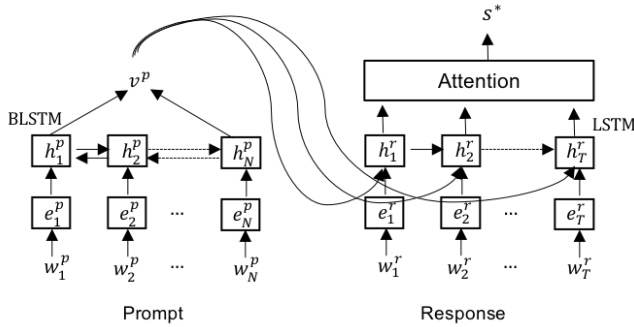 s*
Attention
v^p
BLSTM
LSTM
h_1^p h_2^p h_N^p h_1^r h_2^r h_T^r
e_1^p e_2^p ... e_N^p e_1^r e_2^r ... e_T^r
w_1^p w_2^p ... w_N^p w_1^r w_2^r ... w_T^r
Prompt Response